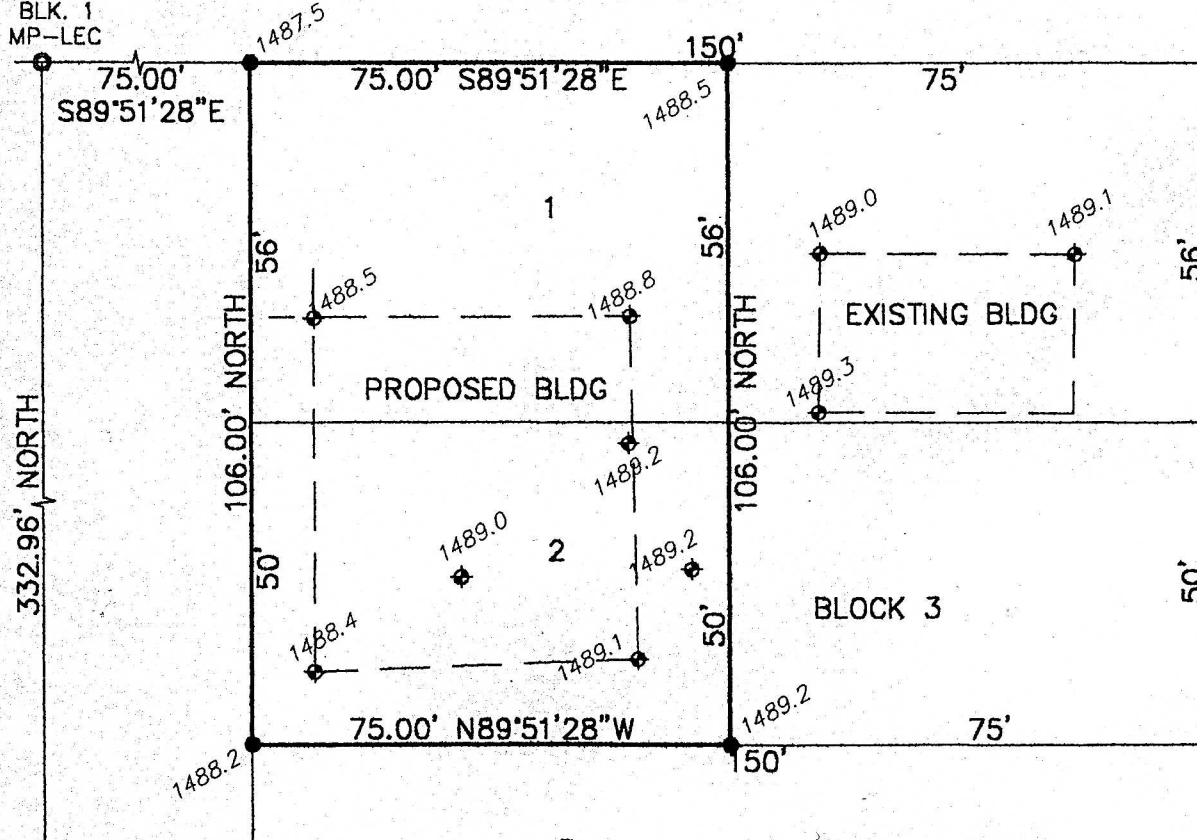 BLK. 1
MP-LEC
1487.5
150'
75.00'
S89°51'28"E
75.00' S89°51'28"E
75'
1488.5
1
56'
56'
1489.0
1489.1
56'
1488.5
1488.8
EXISTING BLDG
106.00' NORTH
106.00' NORTH
PROPOSED BLDG
1489.3
332.96' NORTH
1489.2
1489.0
2
1489.2
50'
50'
50'
BLOCK 3
1488.4
1489.1
75.00' N89°51'28"W
1489.2
75'
1488.2
150'